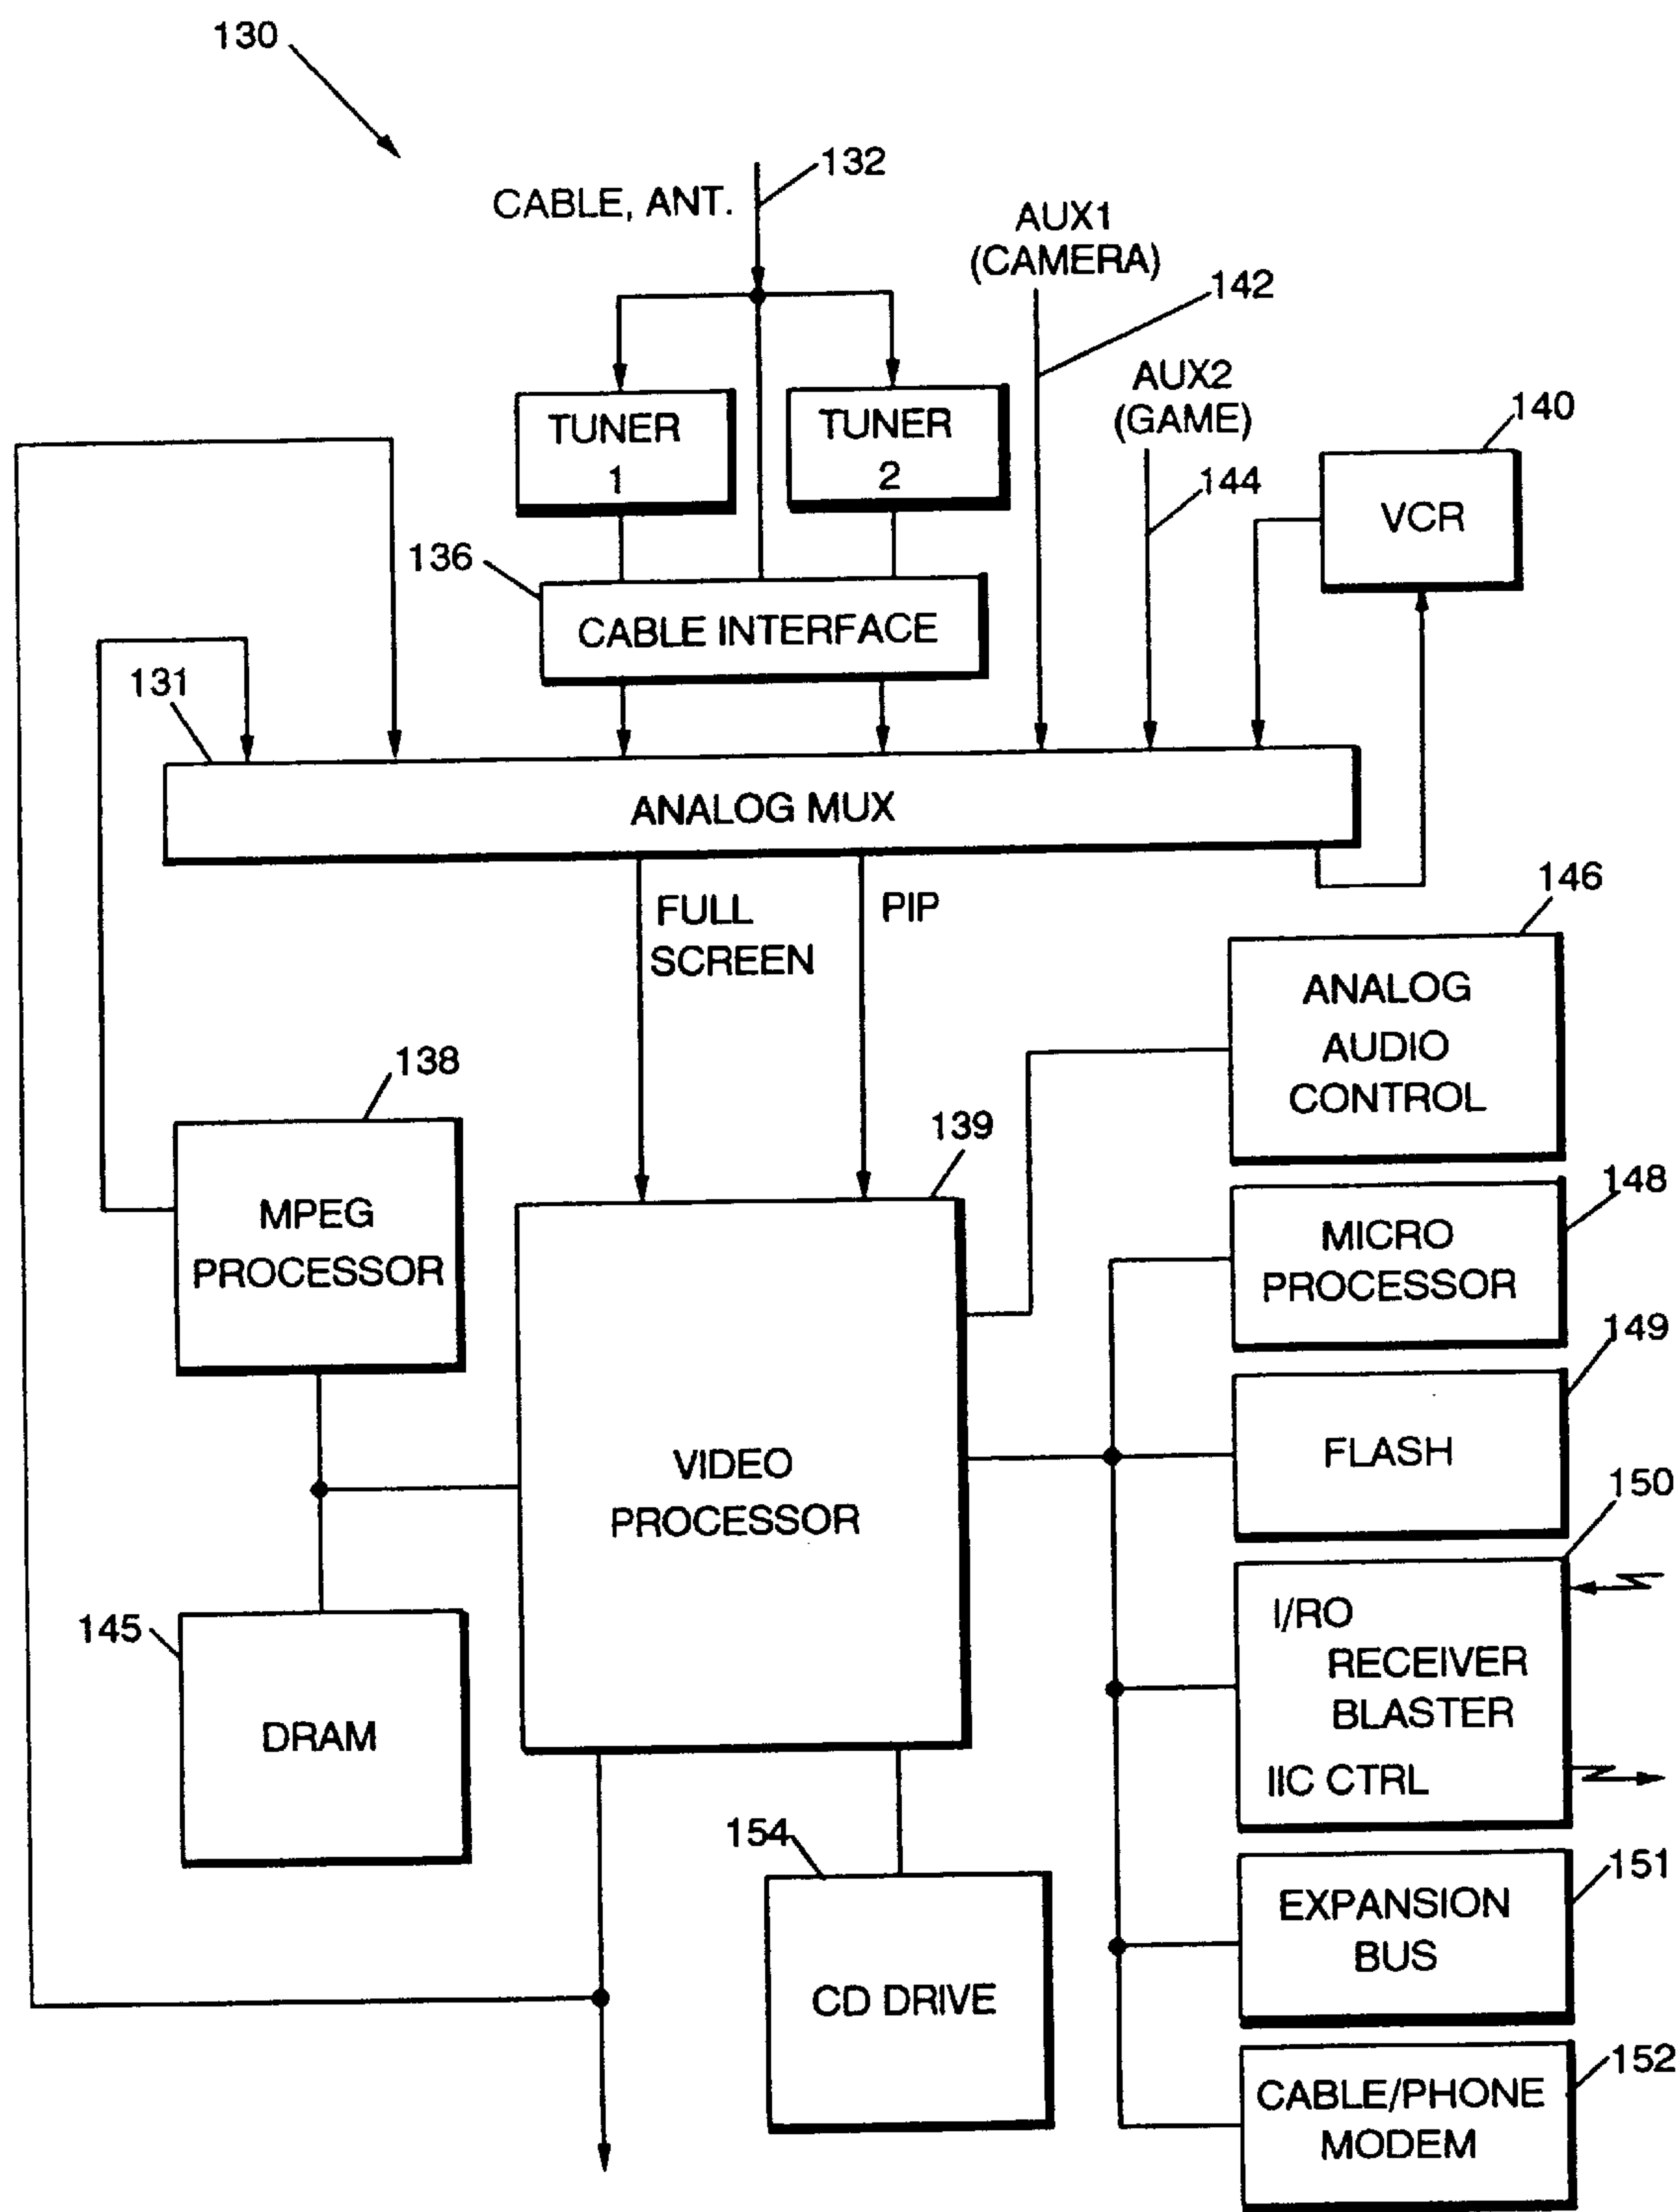 130
132
CABLE, ANT.
AUX1
(CAMERA)
142
AUX2
(GAME)
144
140
VCR
TUNER
1
TUNER
2
136
CABLE INTERFACE
131
ANALOG MUX
FULL
SCREEN
PIP
146
ANALOG
AUDIO
CONTROL
138
MPEG
PROCESSOR
139
VIDEO
PROCESSOR
148
MICRO
PROCESSOR
149
FLASH
150
I/RO
RECEIVER
BLASTER
IIC CTRL
145
DRAM
154
CD DRIVE
151
EXPANSION
BUS
152
CABLE/PHONE
MODEM